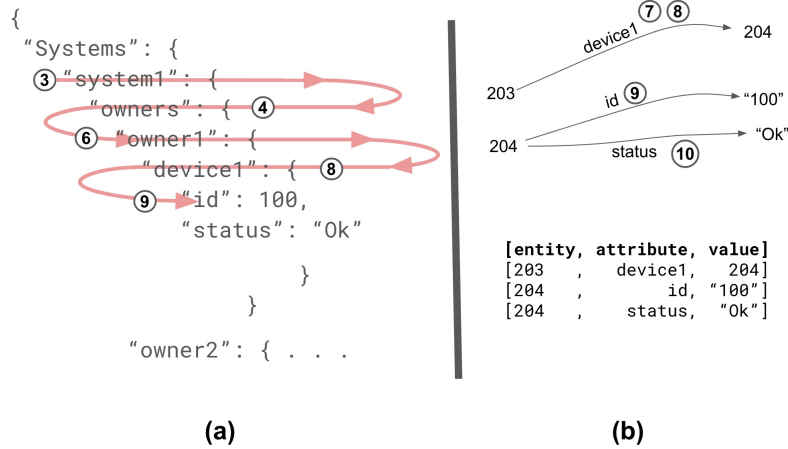 {
“Systems”: {
3 “system1”: {
“owners”: { 4
6 “owner1”: {
“device1”: { 8
9 “id”: 100,
“status”: “Ok”
}
}
“owner2”: { . . .
(a)
7 8
device1
204
203
id 9
“100”
204
“Ok”
status 10
[entity, attribute, value]
[203 , device1, 204]
[204 , id, “100”]
[204 , status, “Ok”]
(b)